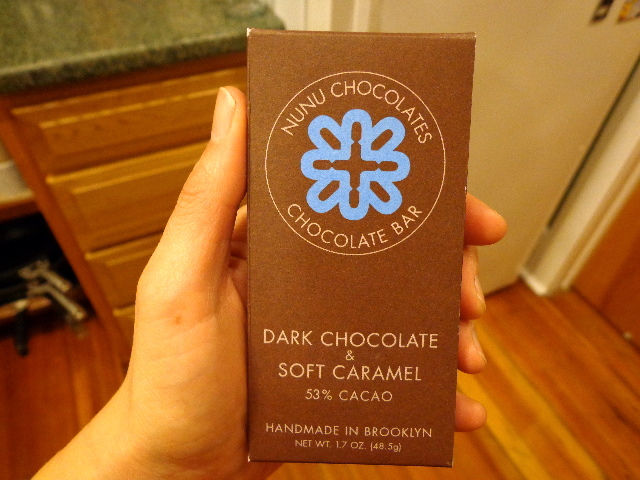 NUNU CHOCOLATES
CHOCOLATE BAR
DARK CHOCOLATE
&
SOFT CARAMEL
53% CACAO
HANDMADE IN BROOKLYN
NET WT. 1.7 OZ. (48.5g)